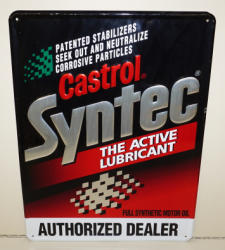 PATENTED STABILIZERS
SEEK OUT AND NEUTRALIZE
CORROSIVE PARTICLES
Castrol®
Syntec®
THE ACTIVE
LUBRICANT
FULL SYNTHETIC MOTOR OIL
AUTHORIZED DEALER